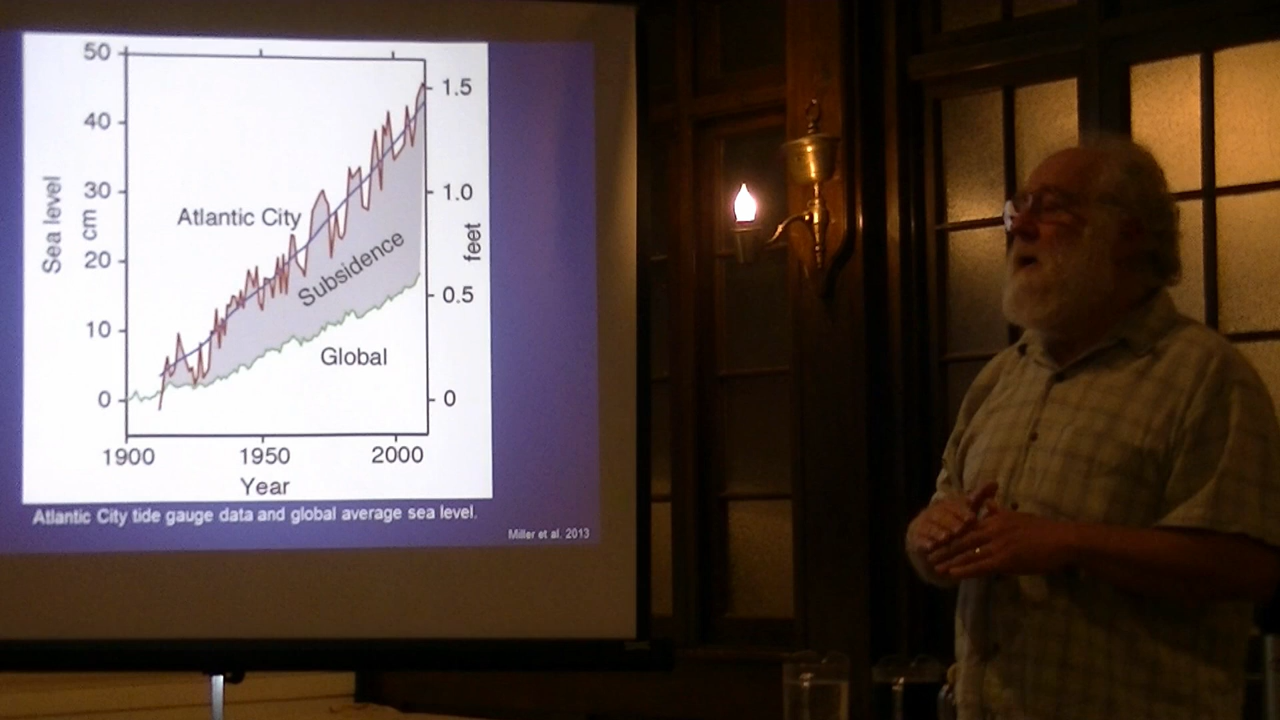 50
40
30
20
10
0
Sea level
cm
1.5
1.0
0.5
0
feet
Atlantic City
Subsidence
Global
1900 1950 2000
Year
Atlantic City tide gauge data and global average sea level.
Miller et al. 2013